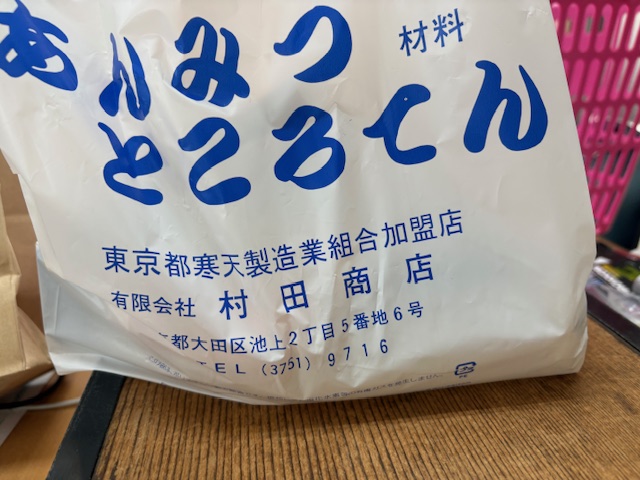 あんみつ 材料
ところてん
東京都寒天製造業組合加盟店
有限会社 村田商店
都大田区池上2丁目5番地6号
TEL (3751) 9716